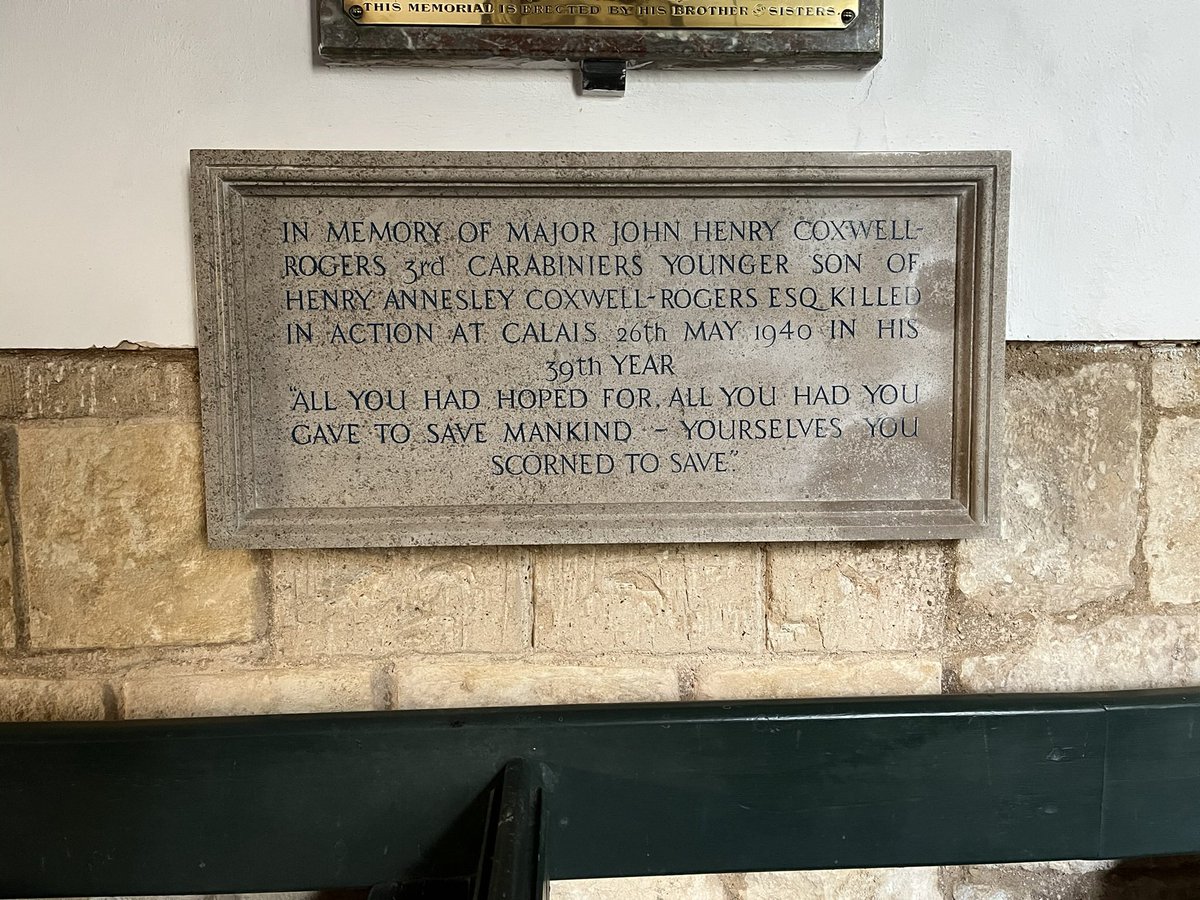 THIS MEMORIAL IS ERECTED BY HIS BROTHER AND SISTERS.
IN MEMORY OF MAJOR JOHN HENRY COXWELL-
ROGERS 3rd CARABINIERS YOUNGER SON OF
HENRY ANNESLEY COXWELL-ROGERS ESQ. KILLED
IN ACTION AT CALAIS 26th MAY 1940 IN HIS
39th YEAR
"ALL YOU HAD HOPED FOR, ALL YOU HAD YOU
GAVE TO SAVE MANKIND - YOURSELVES YOU
SCORNED TO SAVE."